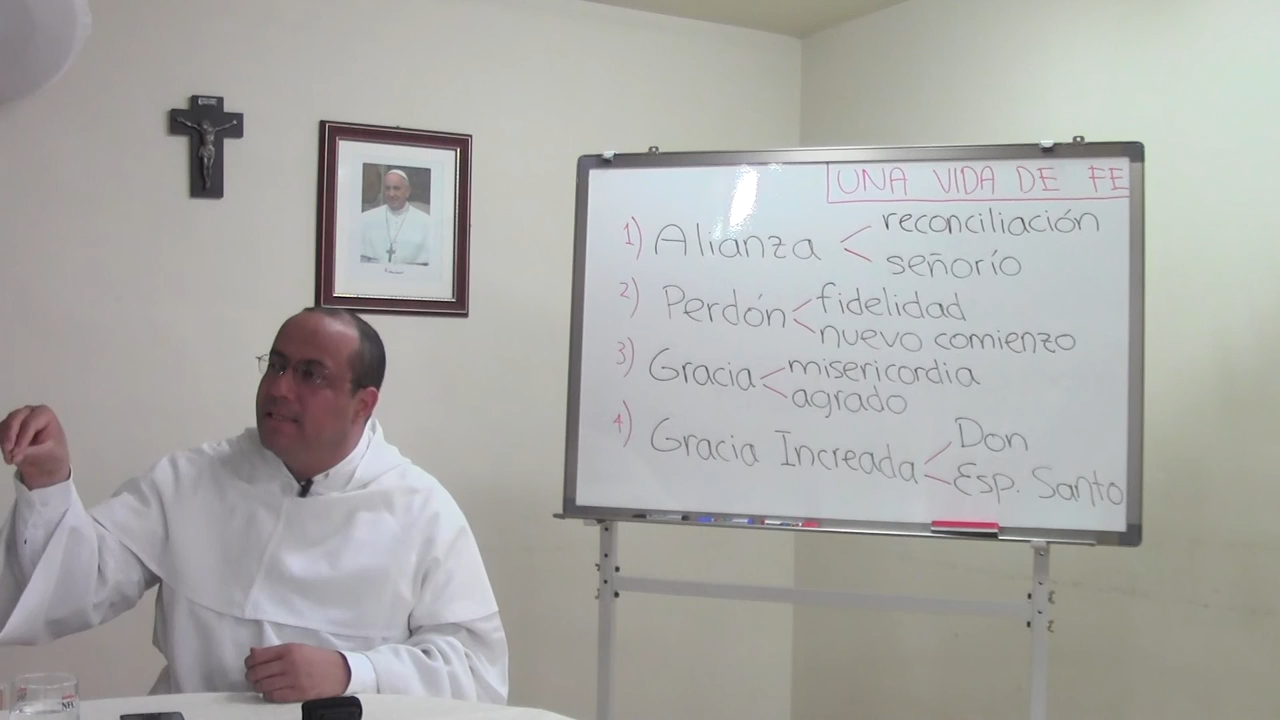 UNA VIDA DE FE
1) Alianza < reconciliación
señorío
2) Perdón < fidelidad
nuevo comienzo
3) Gracia < misericordia
agrado
4) Gracia Increada < Don
Esp. Santo